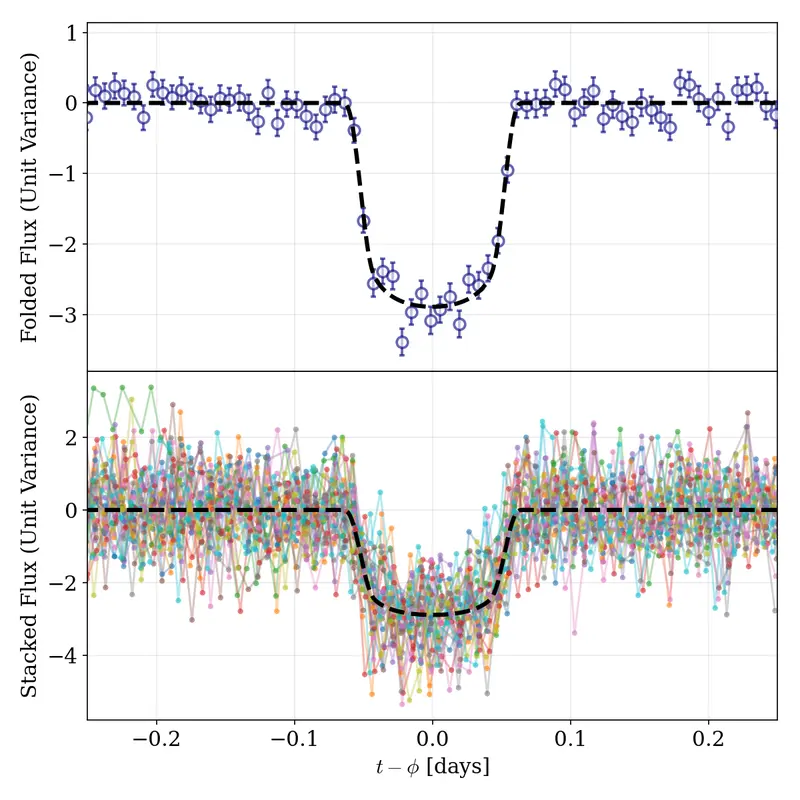 Folded Flux (Unit Variance)
1
0
−1
−2
−3
Stacked Flux (Unit Variance)
2
0
−2
−4
−0.2 −0.1 0.0 0.1 0.2
t − ϕ [days]